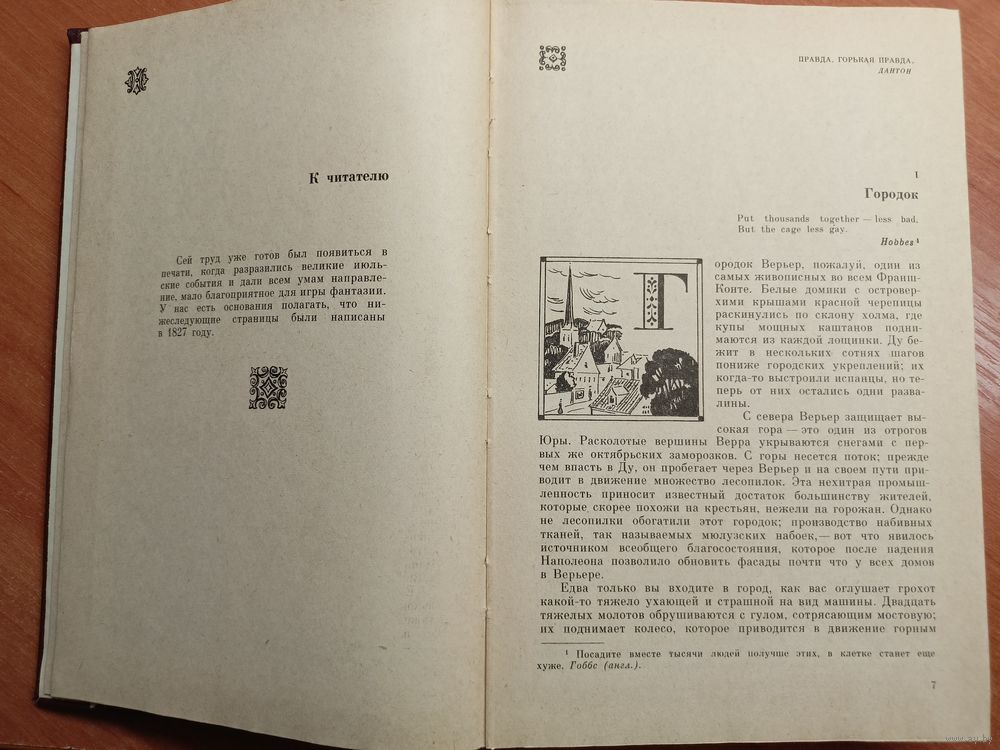 К читателю
Сей труд уже готов был появиться в
печати, когда разразились великие июль-
ские события и дали всем умам направле-
ние, мало благоприятное для игры фантазии.
У нас есть основания полагать, что ни-
жеследующие страницы были написаны
в 1827 году.
ПРАВДА, ГОРЬКАЯ ПРАВДА.
ДАНТОН
1
Городок
Put thousands together — less bad.
But the cage less gay.
Hobbes ¹
Г
ородок Верьер, пожалуй, один из
самых живописных во всем Франш-
Конте. Белые домики с островер-
хими крышами красной черепицы
раскинулись по склону холма, где
купы мощных каштанов подни-
маются из каждой лощинки. Ду бе-
жит в нескольких сотнях шагов
пониже городских укреплений; их
когда-то выстроили испанцы, но те-
перь от них остались одни разва-
лины.
С севера Верьер защищает вы-
сокая гора — это один из отрогов
Юры. Расколотые вершины Верра укрываются снегами с пер-
вых же октябрьских заморозков. С горы несется поток; прежде
чем впасть в Ду, он пробегает через Верьер и на своем пути при-
водит в движение множество лесопилок. Эта нехитрая промыш-
ленность приносит известный достаток большинству жителей,
которые скорее похожи на крестьян, нежели на горожан. Однако
не лесопилки обогатили этот городок; производство набивных
тканей, так называемых мюлузских набоек,— вот что явилось
источником всеобщего благосостояния, которое после падения
Наполеона позволило обновить фасады почти что у всех домов
в Верьере.
Едва только вы входите в город, как вас оглушает грохот
какой-то тяжело ухающей и страшной на вид машины. Двадцать
тяжелых молотов обрушиваются с гулом, сотрясающим мостовую;
их поднимает колесо, которое приводится в движение горным
¹ Посадите вместе тысячи людей получше этих, в клетке станет еще
хуже. Гоббс (англ.).
7
www.ay.by